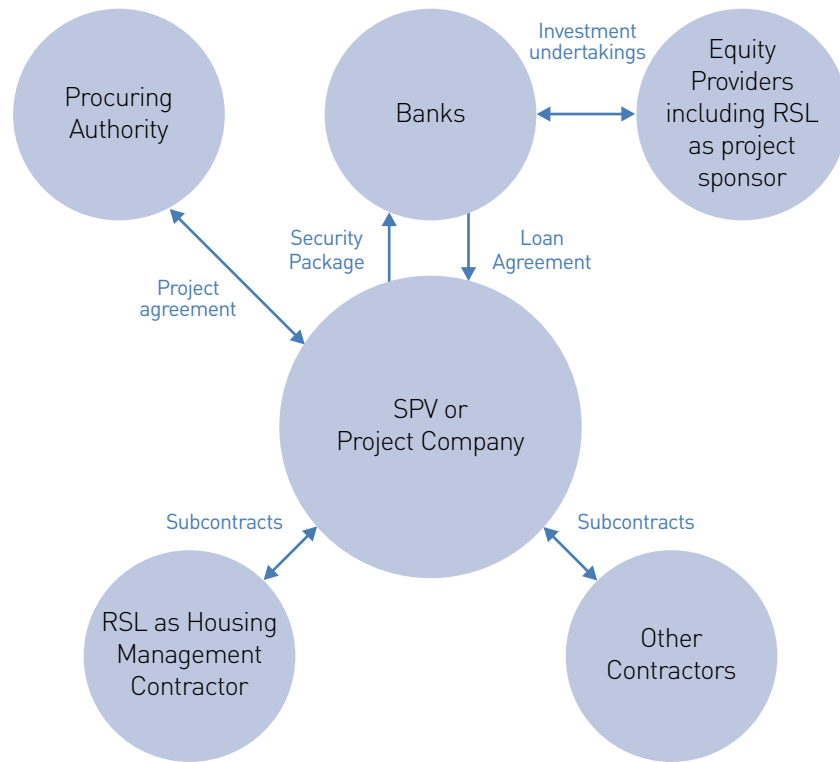 Procuring
Authority
Banks
Investment
undertakings
Equity
Providers
including RSL
as project
sponsor
Project
agreement
Security
Package
Loan
Agreement
SPV or
Project Company
Subcontracts
Subcontracts
RSL as Housing
Management
Contractor
Other
Contractors